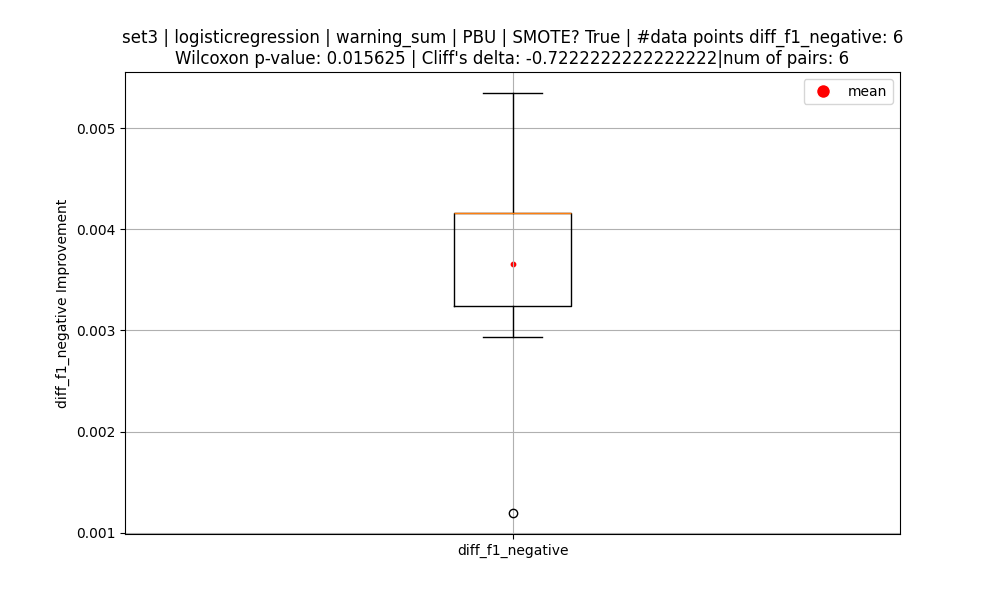 set3 | logisticregression | warning_sum | PBU | SMOTE? True | #data points diff_f1_negative: 6
Wilcoxon p-value: 0.015625 | Cliff's delta: -0.7222222222222222|num of pairs: 6
mean
0.005
0.004
0.003
0.002
0.001
diff_f1_negative Improvement
diff_f1_negative